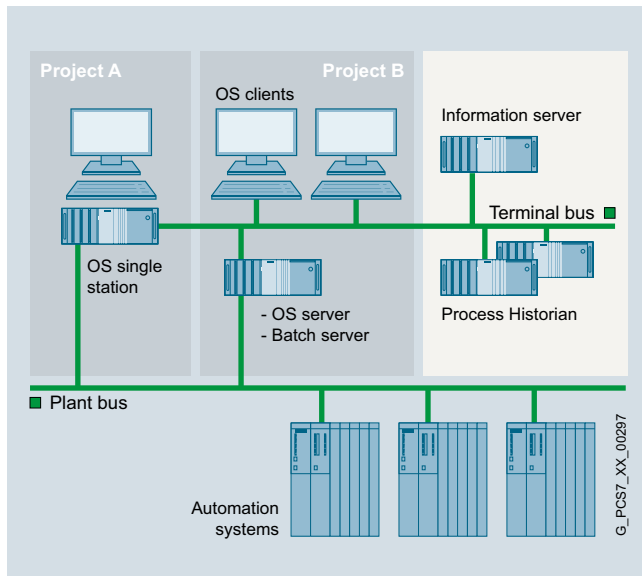 Project A
Project B
OS clients
Information server
Terminal bus
OS single
station
- OS server
- Batch server
Process Historian
Plant bus
Automation
systems
G_PCS7_XX_00297